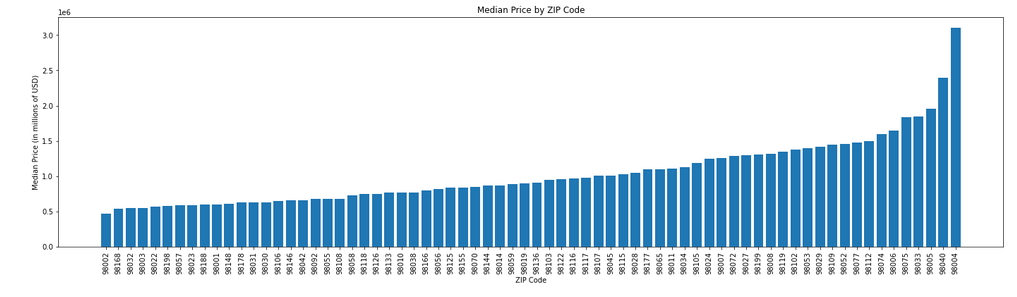 Median Price by ZIP Code
1e6
3.0
2.5
2.0
1.5
1.0
0.5
0.0
Median Price (in millions of USD)
98002 98168 98032 98003 98022 98198 98057 98023 98188 98001 98148 98178 98031 98030 98106 98146 98042 98092 98055 98108 98058 98118 98126 98133 98010 98038 98166 98056 98125 98155 98070 98144 98014 98059 98019 98136 98103 98122 98116 98117 98107 98045 98115 98028 98177 98065 98011 98034 98105 98024 98007 98072 98027 98199 98008 98119 98102 98053 98029 98109 98052 98077 98112 98074 98006 98075 98033 98005 98040 98004
ZIP Code